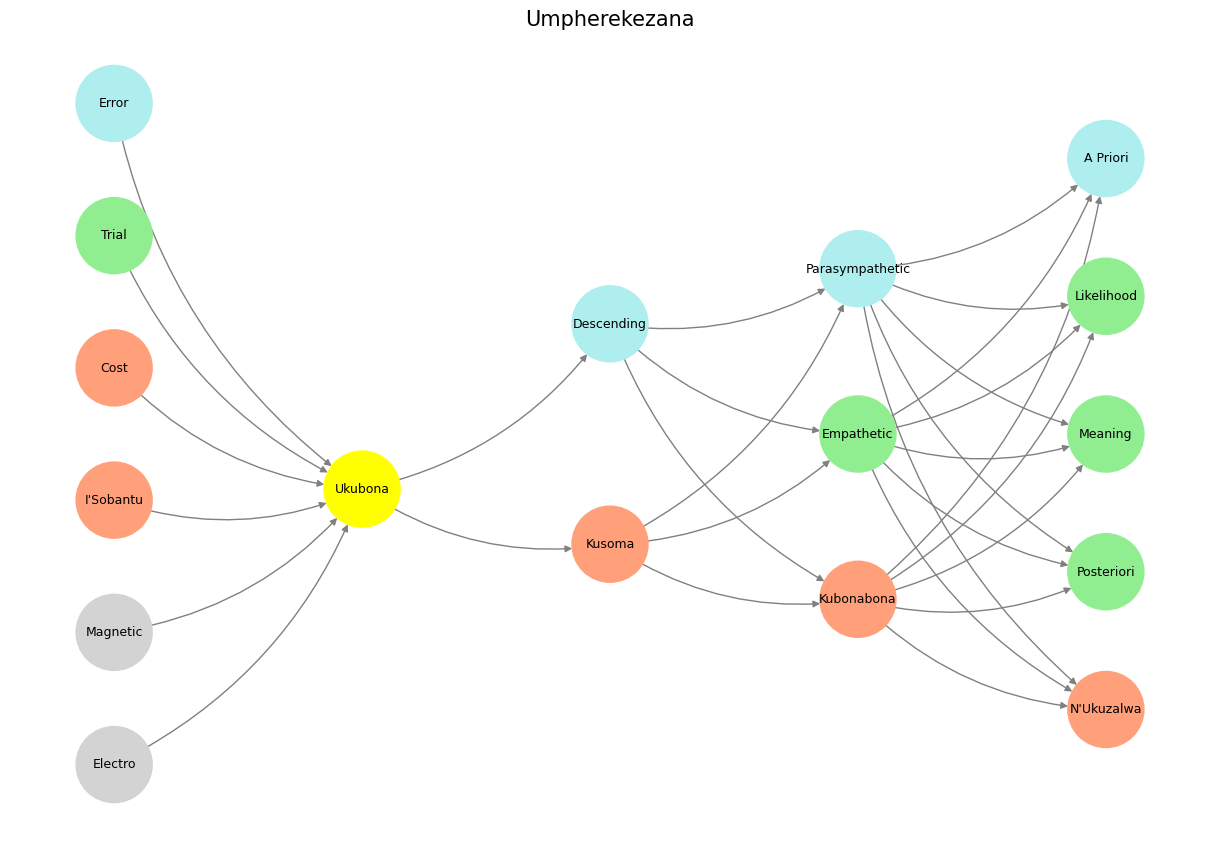 Umpherekezana
Error
Trial
Cost
I'Sobantu
Magnetic
Electro
Ukubona
Descending
Kusoma
Parasympathetic
Empathetic
Kubonabona
A Priori
Likelihood
Meaning
Posteriori
N'Ukuzalwa